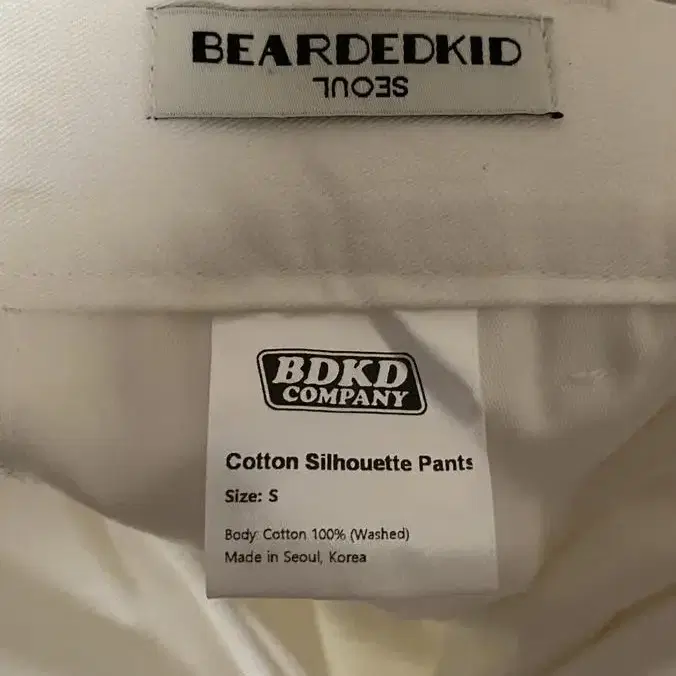 BEARDEDKID
SEOUL
BDKD
COMPANY
Cotton Silhouette Pants
Size: S
Body: Cotton 100% (Washed)
Made in Seoul, Korea